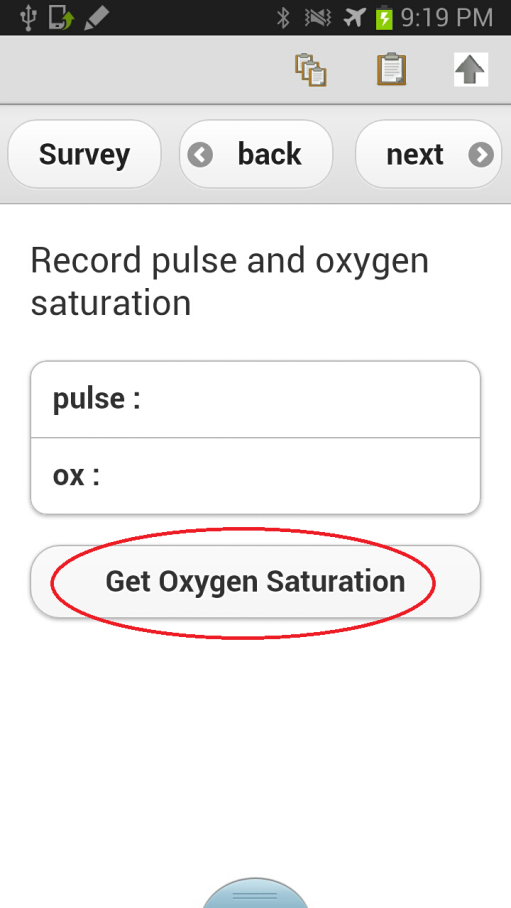 9:19 PM
Survey back next
Record pulse and oxygen
saturation
pulse :
ox :
Get Oxygen Saturation